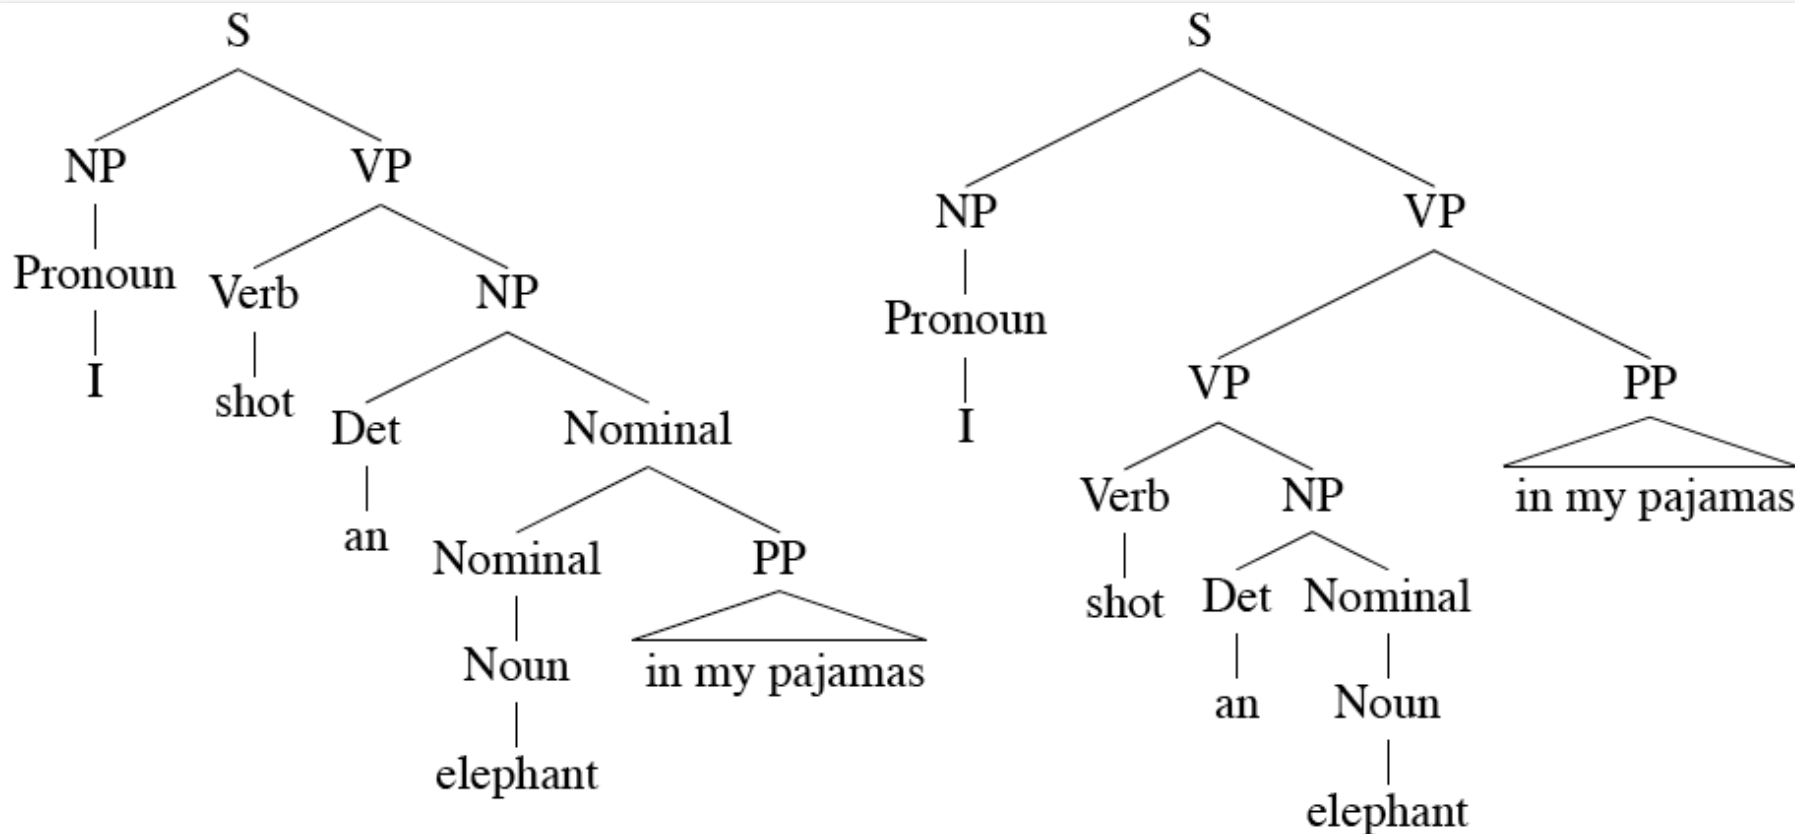 S
NP VP
Pronoun Verb NP
I shot Det Nominal
an Nominal PP
Noun in my pajamas
elephant
S
NP VP
Pronoun VP PP
I Verb NP in my pajamas
shot Det Nominal
an Noun
elephant